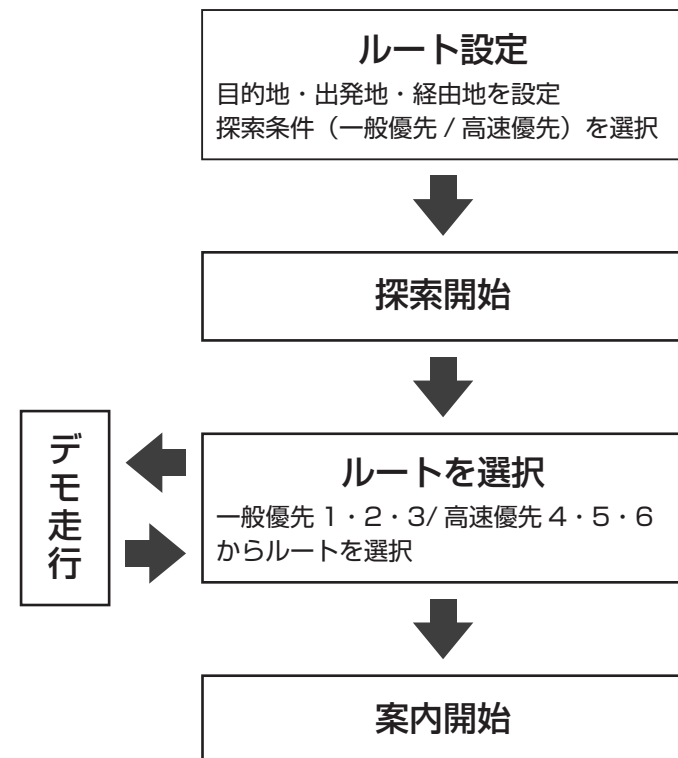 ルート設定
目的地・出発地・経由地を設定
探索条件（一般優先 / 高速優先）を選択
探索開始
デモ走行
ルートを選択
一般優先 1・2・3/ 高速優先 4・5・6
からルートを選択
案内開始